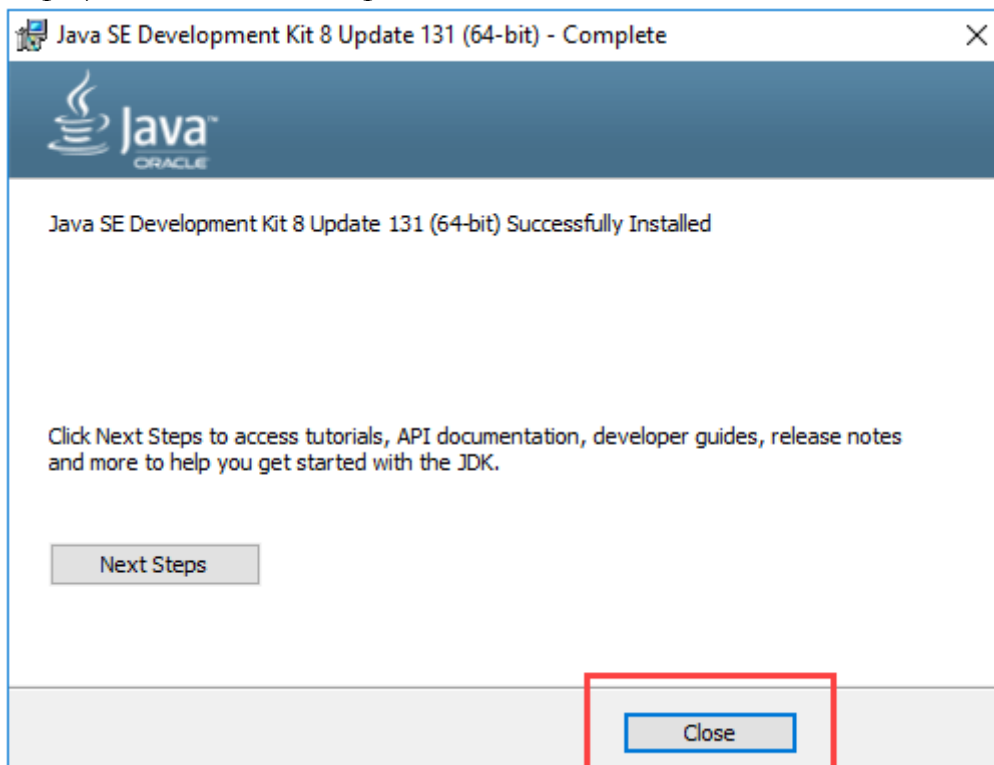 Java SE Development Kit 8 Update 131 (64-bit) - Complete
Java™
ORACLE
Java SE Development Kit 8 Update 131 (64-bit) Successfully Installed
Click Next Steps to access tutorials, API documentation, developer guides, release notes
and more to help you get started with the JDK.
Next Steps
Close